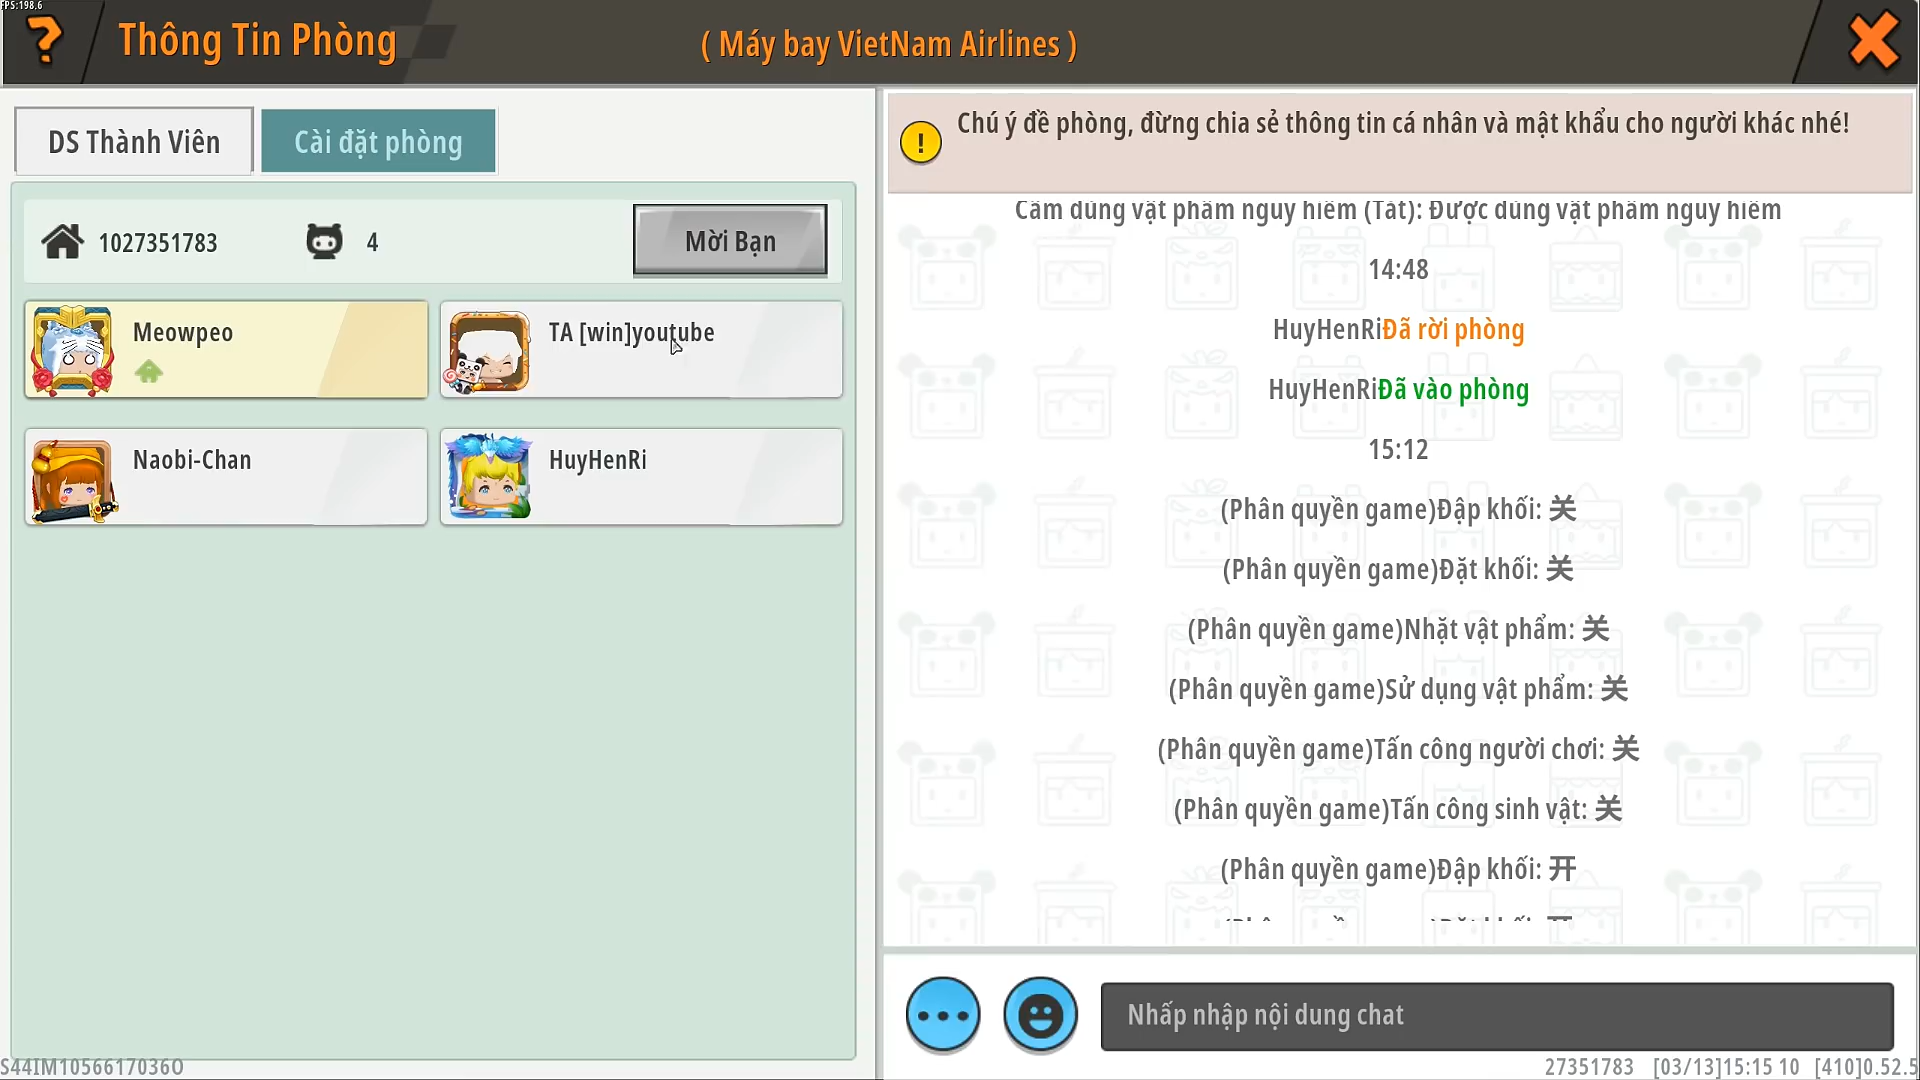 FPS:198.6
Thông Tin Phòng
( Máy bay VietNam Airlines )
DS Thành Viên
Cài đặt phòng
1027351783
4
Mời Bạn
Meowpeo
TA [win]youtube
Naobi-Chan
HuyHenRi
Chú ý đề phòng, đừng chia sẻ thông tin cá nhân và mật khẩu cho người khác nhé!
Cấm dùng vật phẩm nguy hiểm (Tắt): Được dùng vật phẩm nguy hiểm
14:48
HuyHenRiĐã rời phòng
HuyHenRiĐã vào phòng
15:12
(Phân quyền game)Đập khối: 关
(Phân quyền game)Đặt khối: 关
(Phân quyền game)Nhặt vật phẩm: 关
(Phân quyền game)Sử dụng vật phẩm: 关
(Phân quyền game)Tấn công người chơi: 关
(Phân quyền game)Tấn công sinh vật: 关
(Phân quyền game)Đập khối: 开
Nhấp nhập nội dung chat
S44IM1056617036O
27351783 [03/13]15:15 10 [410]0.52.5